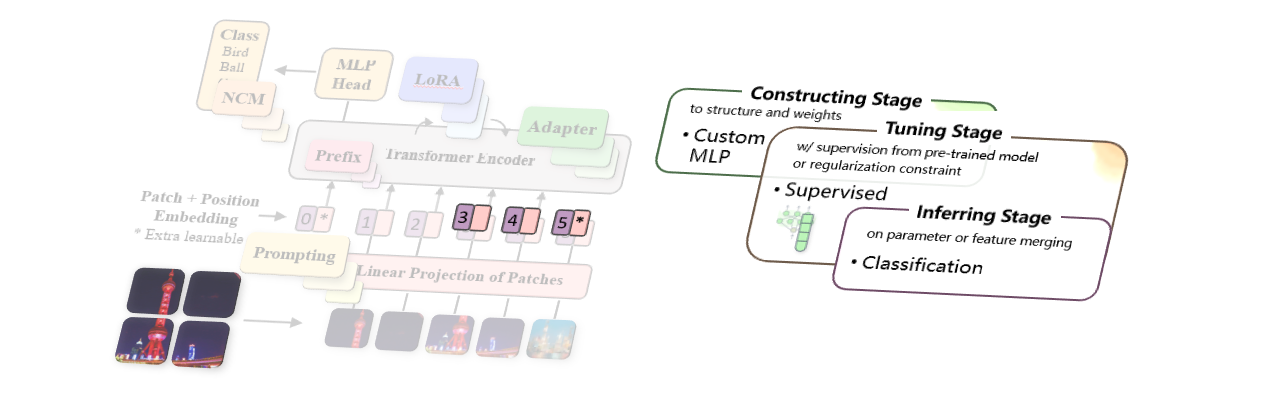 Class
Bird
Ball
NCM
MLP
Head
LoRA
Adapter
Prefix
Transformer Encoder
Patch + Position
Embedding
* Extra learnable
0 *
1
2
3
4
5 *
Prompting
Linear Projection of Patches
Constructing Stage
to structure and weights
• Custom
MLP
Tuning Stage
w/ supervision from pre-trained model
or regularization constraint
• Supervised
Inferring Stage
on parameter or feature merging
• Classification